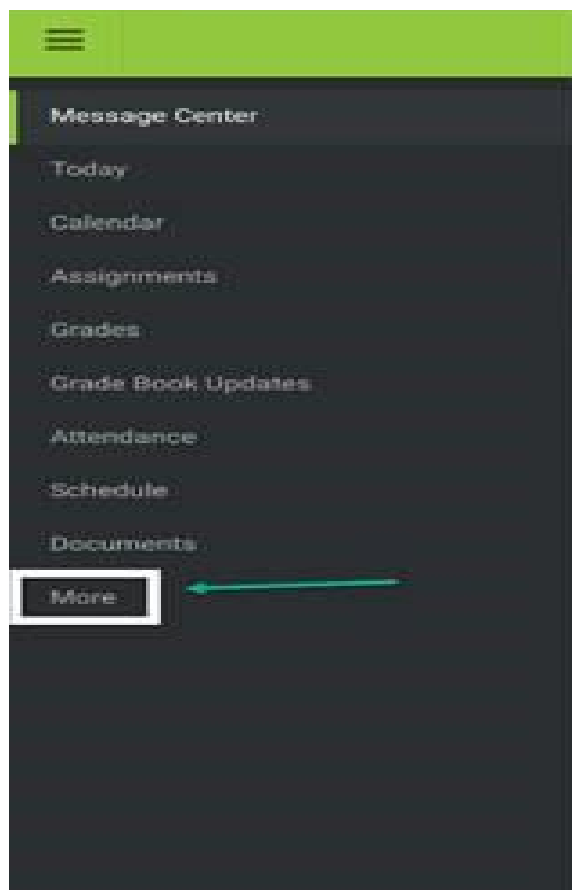 Message Center
Today
Calendar
Assignments
Grades
Grade Book Updates
Attendance
Schedule
Documents
More